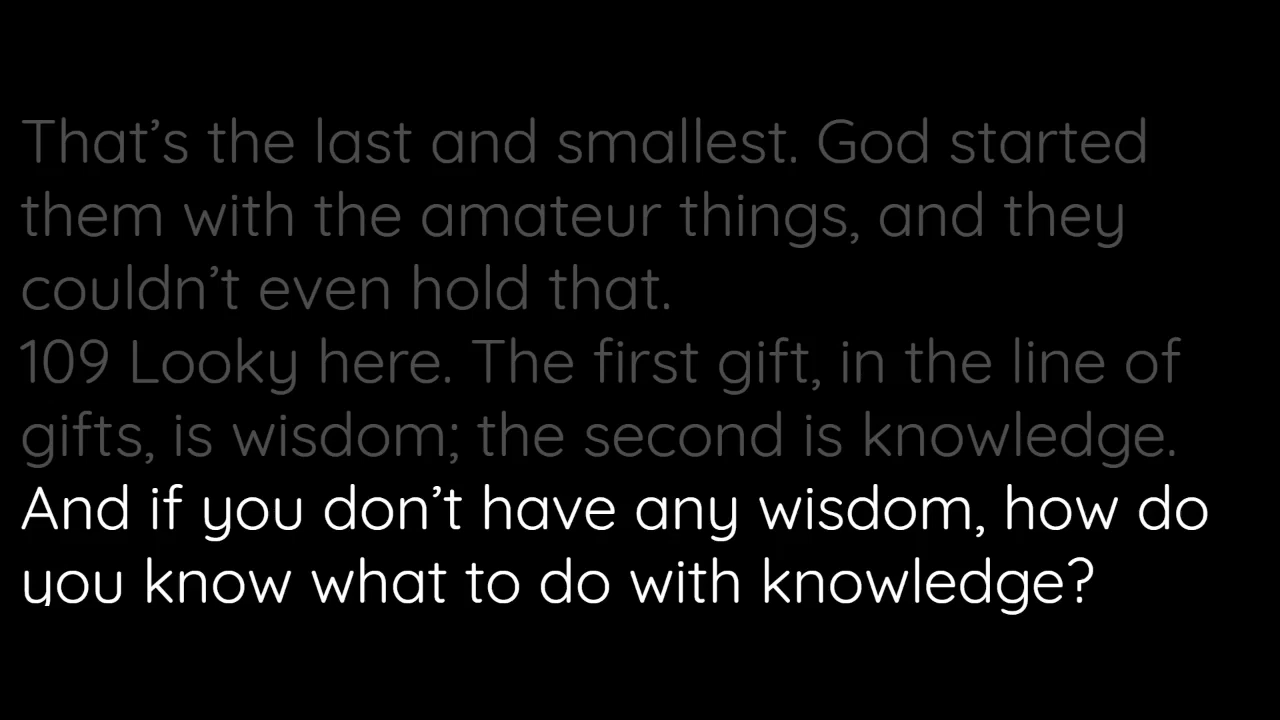 That’s the last and smallest. God started
them with the amateur things, and they
couldn’t even hold that.
109 Looky here. The first gift, in the line of
gifts, is wisdom; the second is knowledge.
And if you don’t have any wisdom, how do
you know what to do with knowledge?